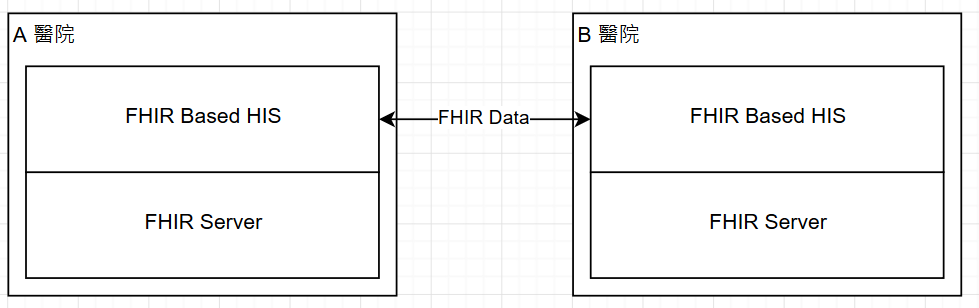 A 醫院
FHIR Based HIS
FHIR Server
FHIR Data
B 醫院
FHIR Based HIS
FHIR Server